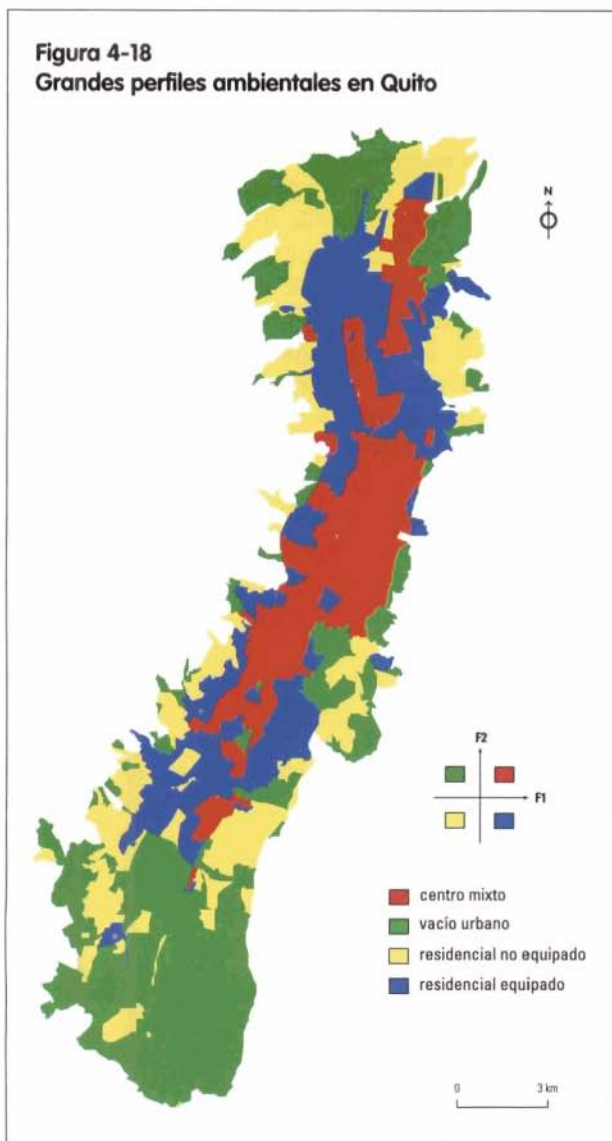 Figura 4-18
Grandes perfiles ambientales en Quito
N
F2
F1
centro mixto
vacío urbano
residencial no equipado
residencial equipado
0 3 km